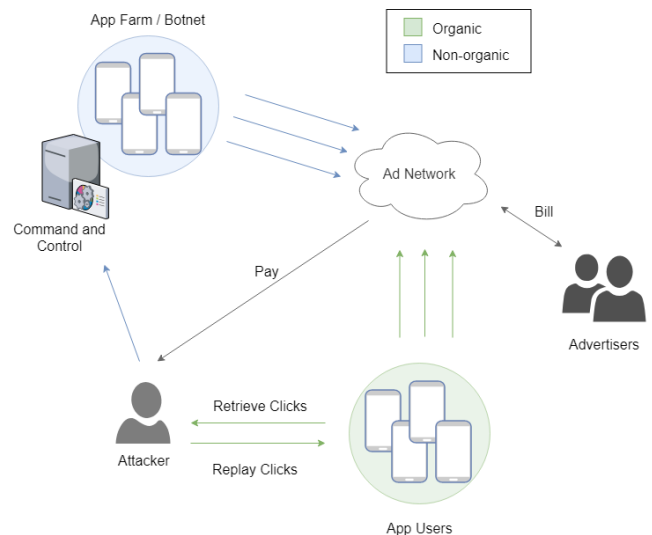 App Farm / Botnet
Organic
Non-organic
Ad Network
Command and
Control
Bill
Pay
Advertisers
Retrieve Clicks
Attacker
Replay Clicks
App Users